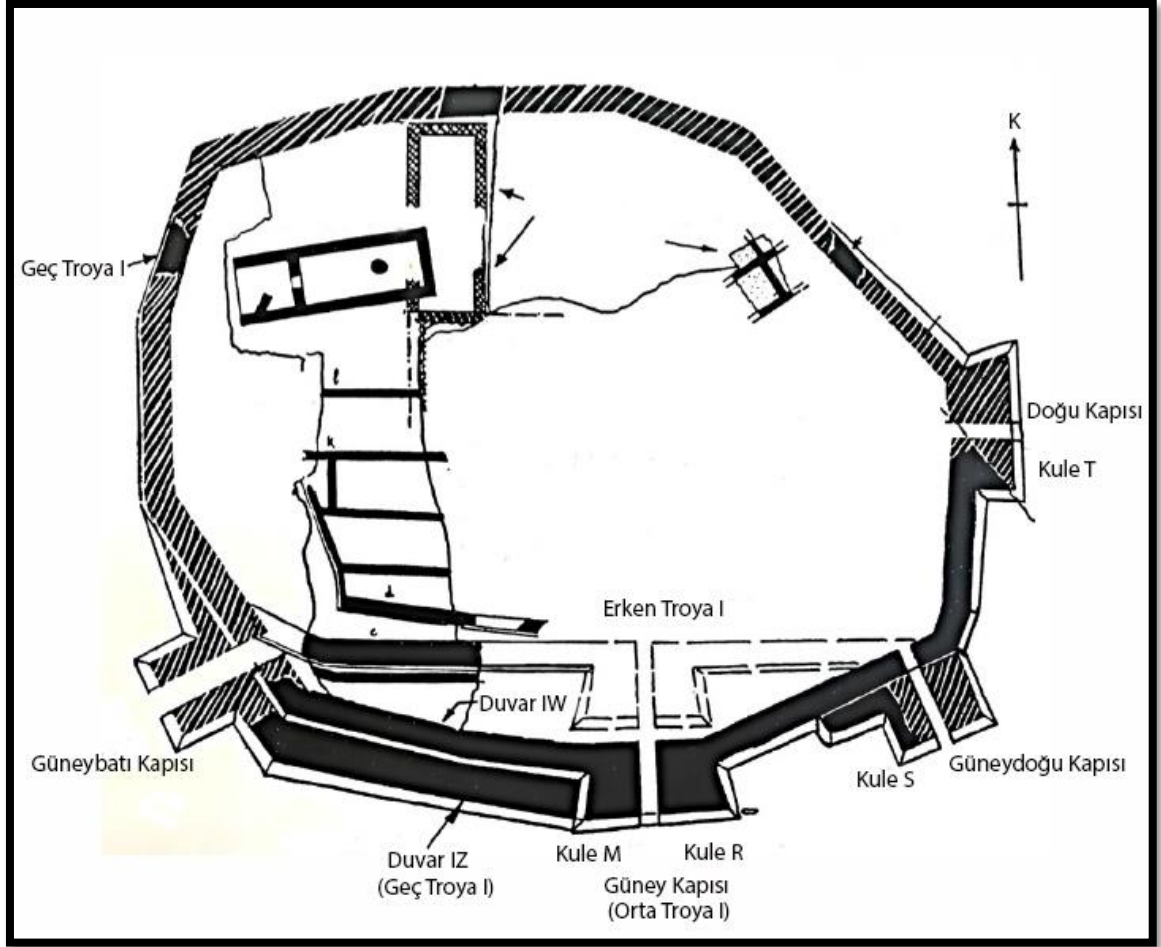 K
Geç Troya I
l
k
Doğu Kapısı
Kule T
d
c
Erken Troya I
Duvar IW
Güneybatı Kapısı
Kule S
Güneydoğu Kapısı
Duvar IZ
(Geç Troya I)
Kule M
Kule R
Güney Kapısı
(Orta Troya I)